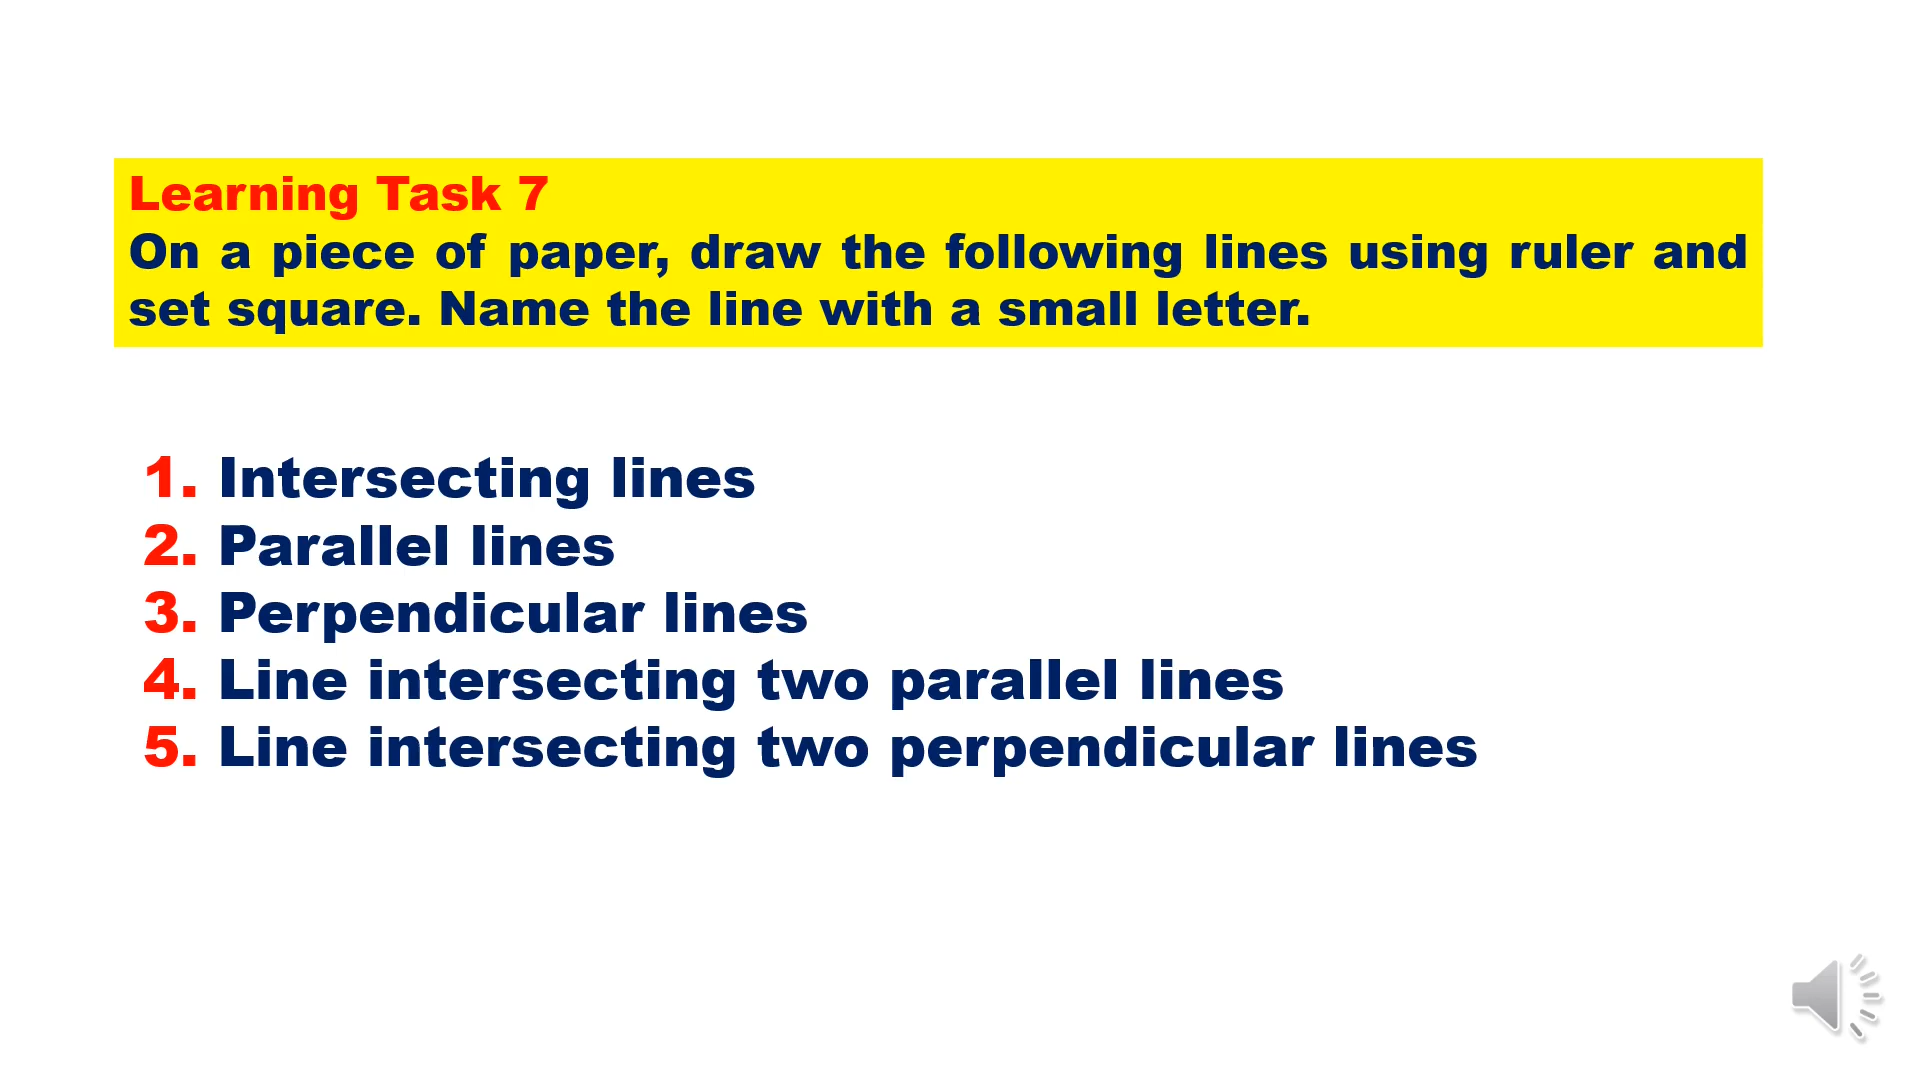 Learning Task 7
On a piece of paper, draw the following lines using ruler and
set square. Name the line with a small letter.
1. Intersecting lines
2. Parallel lines
3. Perpendicular lines
4. Line intersecting two parallel lines
5. Line intersecting two perpendicular lines